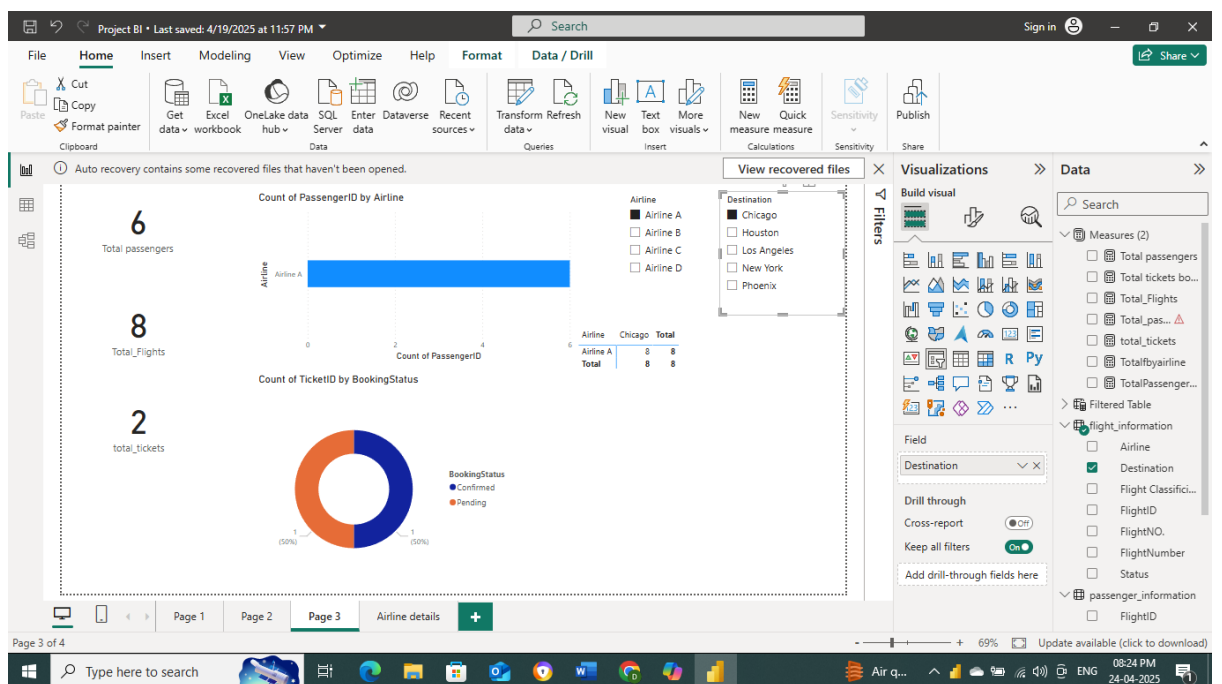 Project BI • Last saved: 4/19/2025 at 11:57 PM
Search
Sign in
File Home Insert Modeling View Optimize Help Format Data / Drill
Share
Paste
Cut
Copy
Format painter
Clipboard
Get data
Excel workbook
OneLake data hub
SQL Server
Enter data
Dataverse
Recent sources
Data
Transform data
Refresh
Queries
New visual
Text box
More visuals
Insert
New measure
Quick measure
Calculations
Sensitivity
Sensitivity
Publish
Share
Auto recovery contains some recovered files that haven't been opened.
View recovered files
6
Total passengers
8
Total_Flights
2
total_tickets
Count of PassengerID by Airline
Airline
Airline A
0 2 4 6
Count of PassengerID
Airline
Airline A
Airline B
Airline C
Airline D
Destination
Chicago
Houston
Los Angeles
New York
Phoenix
Airline Chicago Total
Airline A 8 8
Total 8 8
Count of TicketID by BookingStatus
1
(50%)
1
(50%)
BookingStatus
Confirmed
Pending
Filters
Visualizations
Build visual
123
R Py
123
Field
Destination
Drill through
Cross-report
Off
Keep all filters
On
Add drill-through fields here
Data
Search
Measures (2)
Total passengers
Total tickets bo...
Total_Flights
Total_pas...
total_tickets
Totalfbyairline
TotalPassenger...
Filtered Table
flight_information
Airline
Destination
Flight Classifici...
FlightID
FlightNO.
FlightNumber
Status
passenger_information
FlightID
Page 1 Page 2 Page 3 Airline details +
Page 3 of 4
- + 69%
Update available (click to download)
Type here to search
Air q...
ENG
08:24 PM
24-04-2025
1